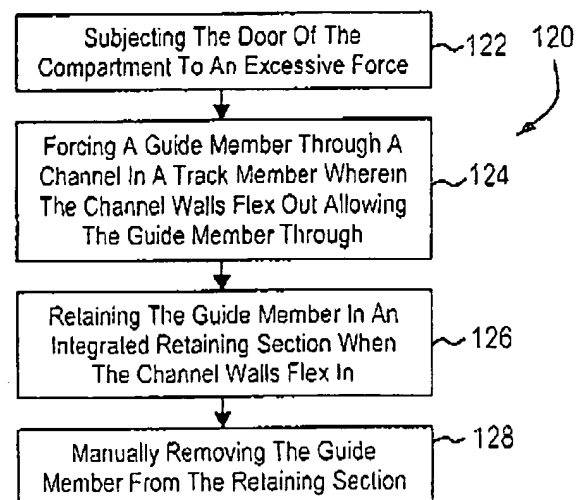 Subjecting The Door Of The
Compartment To An Excessive Force
122
120
Forcing A Guide Member Through A
Channel In A Track Member Wherein
The Channel Walls Flex Out Allowing
The Guide Member Through
124
Retaining The Guide Member In An
Integrated Retaining Section When
The Channel Walls Flex In
126
Manually Removing The Guide
Member From The Retaining Section
128